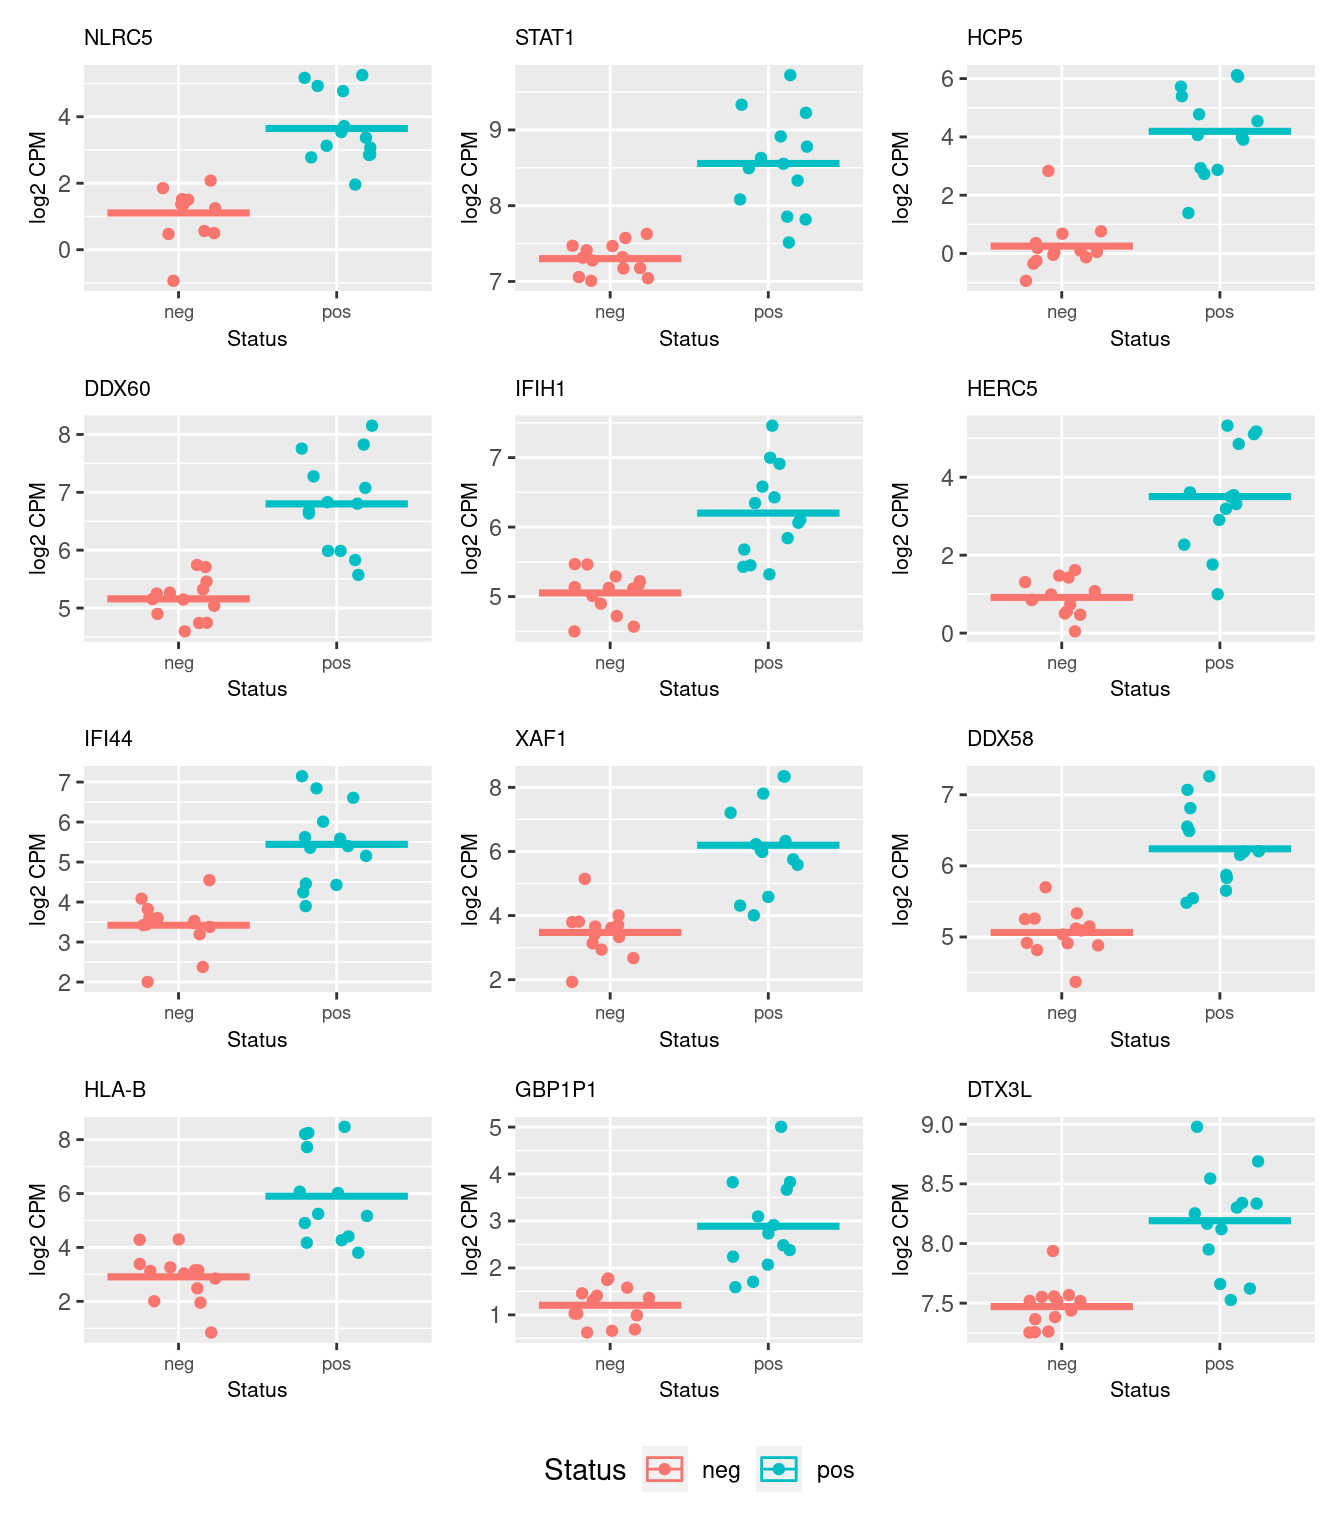 NLRC5 STAT1 HCP5
log2 CPM log2 CPM log2 CPM
4
2
0
9
8
7
6
4
2
0
neg pos neg pos neg pos
Status Status Status
DDX60 IFIH1 HERC5
log2 CPM log2 CPM log2 CPM
8
7
6
5
7
6
5
4
2
0
neg pos neg pos neg pos
Status Status Status
IFI44 XAF1 DDX58
log2 CPM log2 CPM log2 CPM
7
6
5
4
3
2
8
6
4
2
7
6
5
neg pos neg pos neg pos
Status Status Status
HLA-B GBP1P1 DTX3L
log2 CPM log2 CPM log2 CPM
8
6
4
2
5
4
3
2
1
9.0
8.5
8.0
7.5
neg pos neg pos neg pos
Status Status Status
Status neg pos